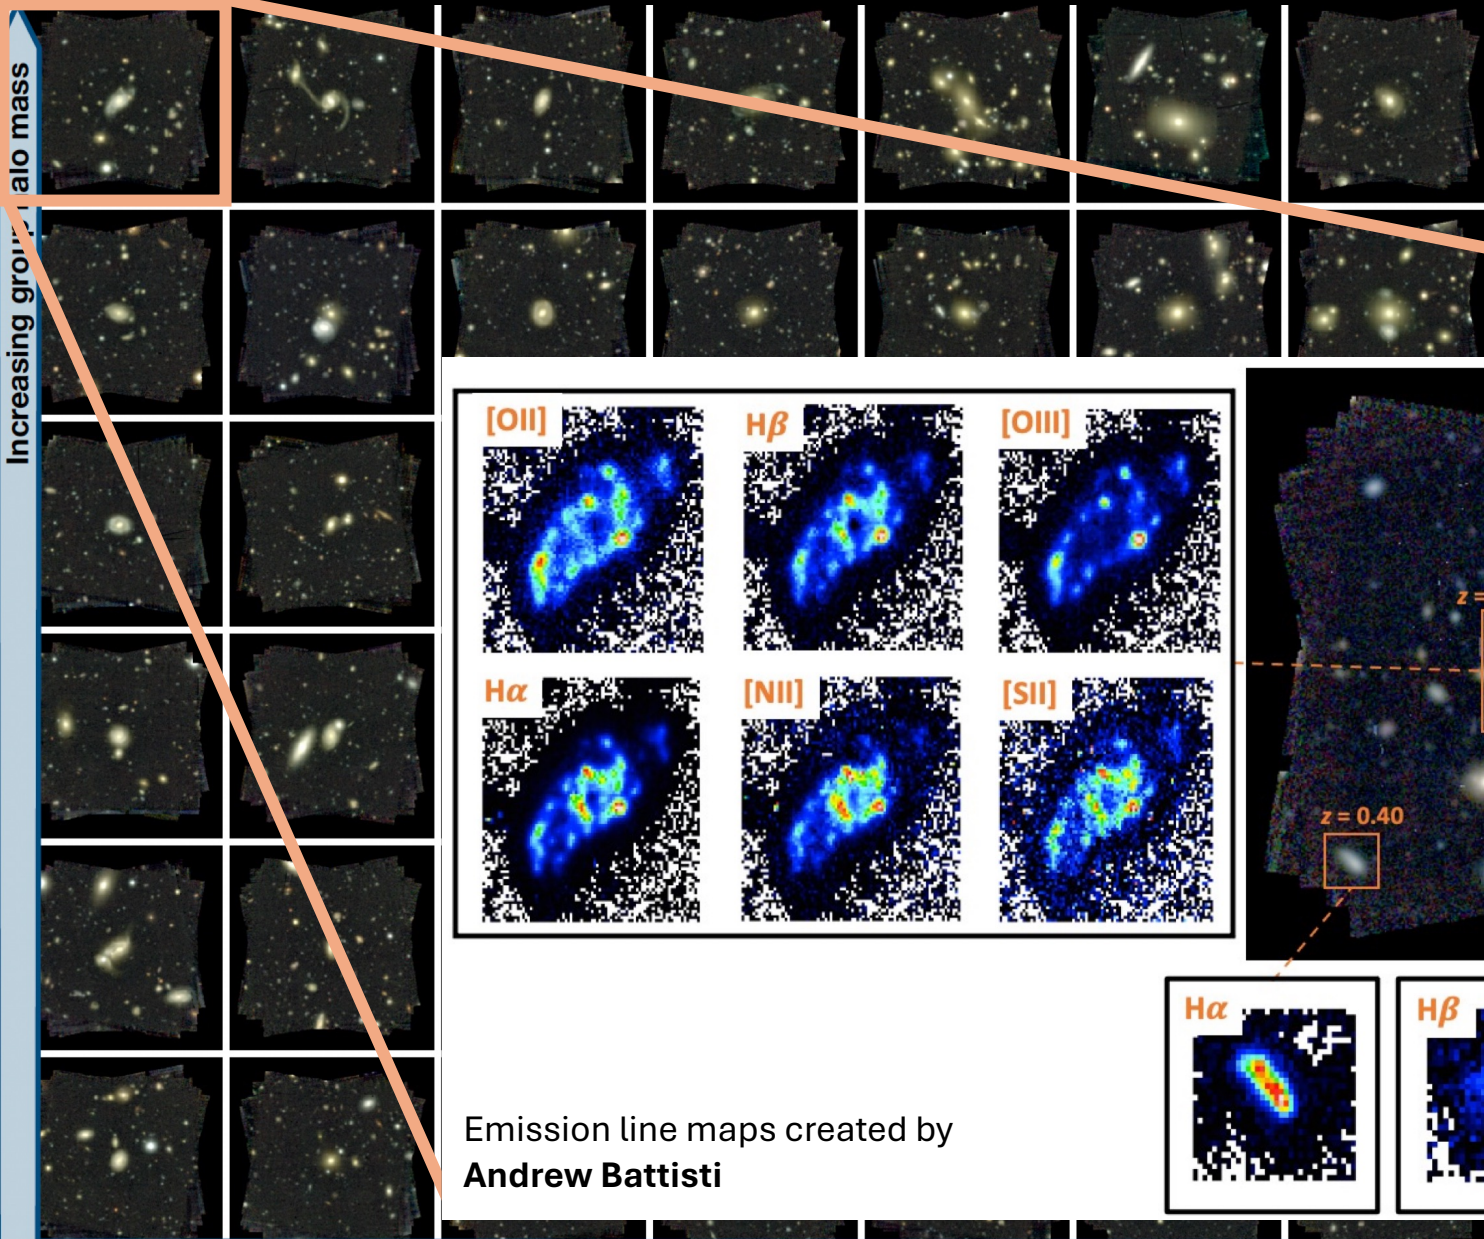 Increasing group halo mass
[OII]
Hβ
[OIII]
Hα
[NII]
[SII]
z =
z = 0.40
Hα
Hβ
Emission line maps created by
Andrew Battisti